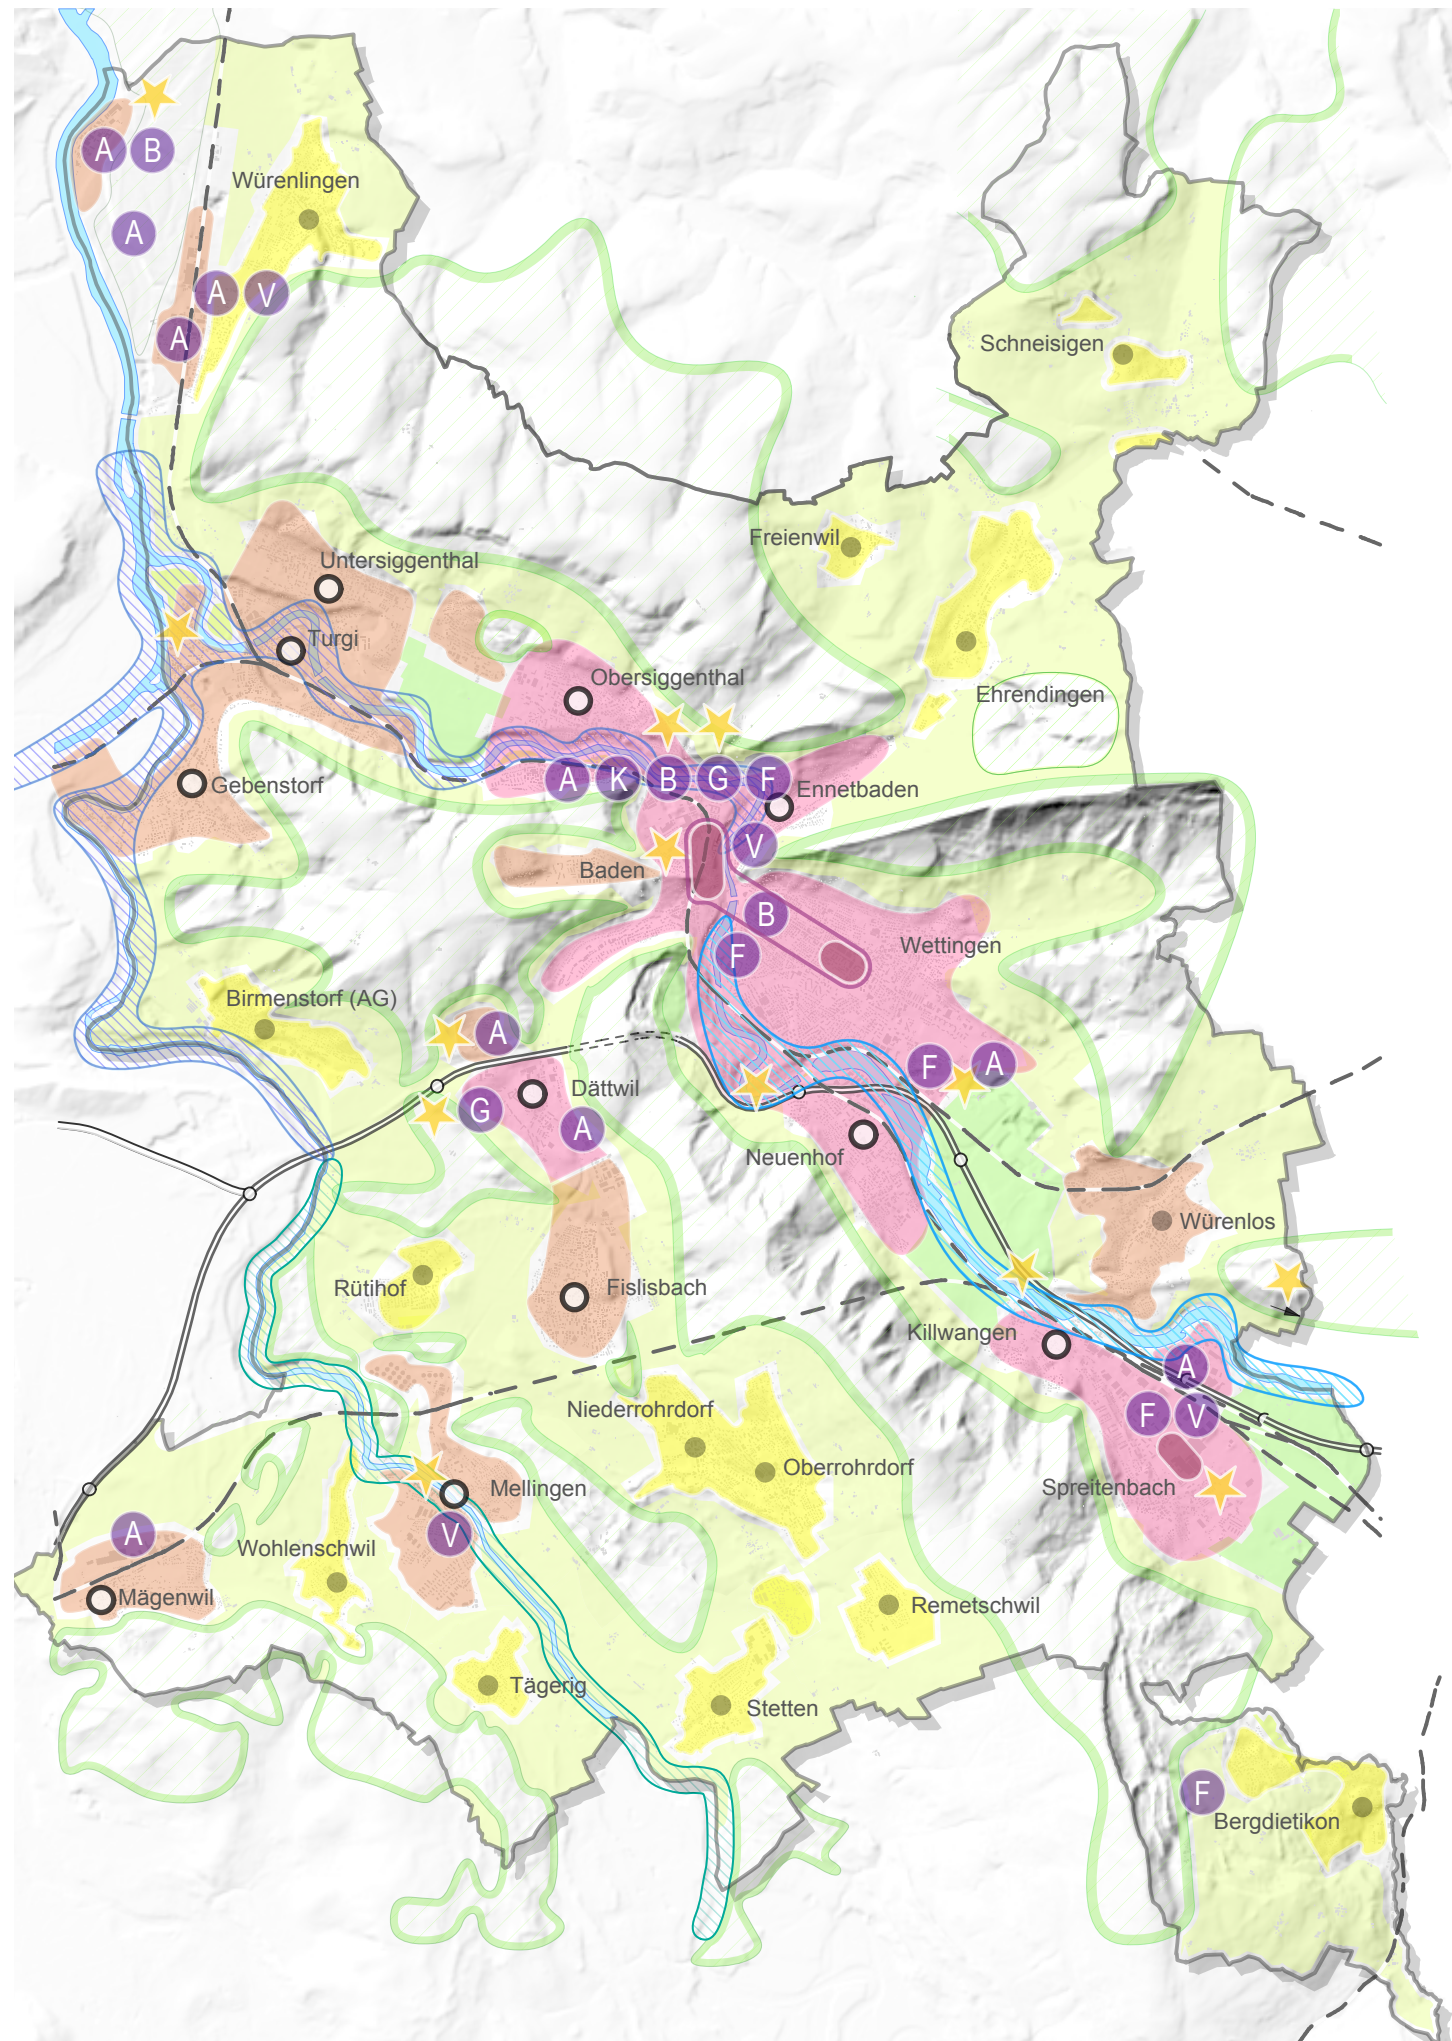 A B
Würenlingen
A
A V
A
Schneisigen
Freienwil
Untersiggenthal
Turgi
Obersiggenthal
Ehrendingen
Gebenstorf
A K B G F
Ennetbaden
V
Baden
B
Wettingen
F
Birmenstorf (AG)
A
F A
Dättwil
G
A
Neuenhof
Würenlos
Rütihof
Fislisbach
Killwangen
A
Niederrohrdorf
F V
Oberrohrdorf
Mellingen
Spreitenbach
A
V
Wohlenschwil
Mägenwil
Remetschwil
Tägerig
Stetten
F
Bergdietikon